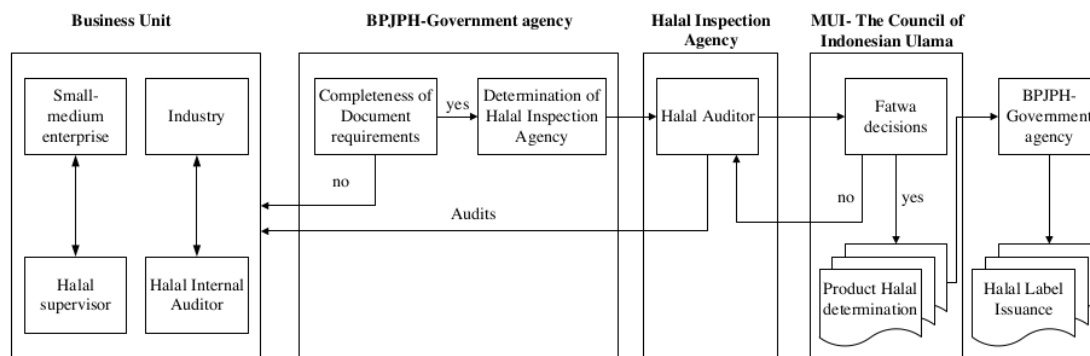 Business Unit
BPJPH-Government agency
Halal Inspection
Agency
MUI- The Council of
Indonesian Ulama
Small-
medium
enterprise
Industry
Halal
supervisor
Halal Internal
Auditor
Completeness of
Document
requirements
yes
no
Determination of
Halal Inspection
Agency
Audits
Halal Auditor
Fatwa
decisions
no
yes
Product Halal
determination
BPJPH-
Government
agency
Halal Label
Issuance